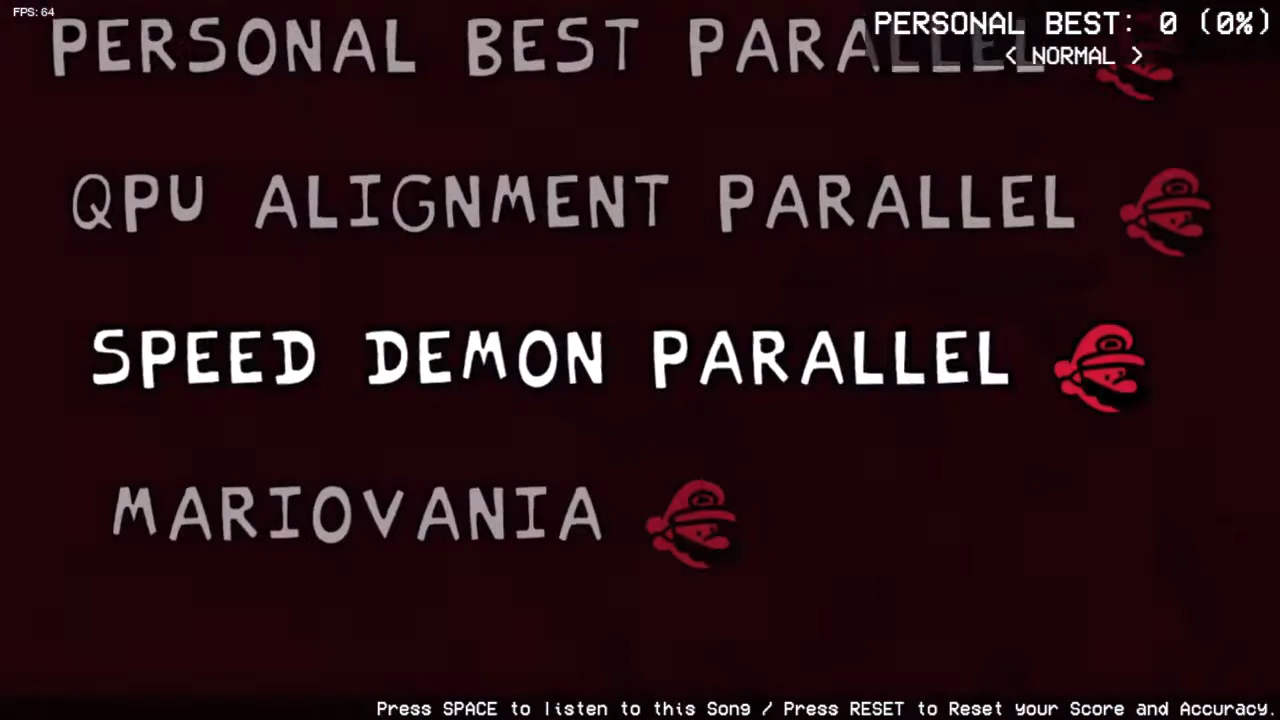 FPS: 64
PERSONAL BEST: 0 (0%)
< NORMAL >
PERSONAL BEST PARALLEL
QPU ALIGNMENT PARALLEL
SPEED DEMON PARALLEL
MARIOVANIA
Press SPACE to listen to this Song / Press RESET to Reset your Score and Accuracy.